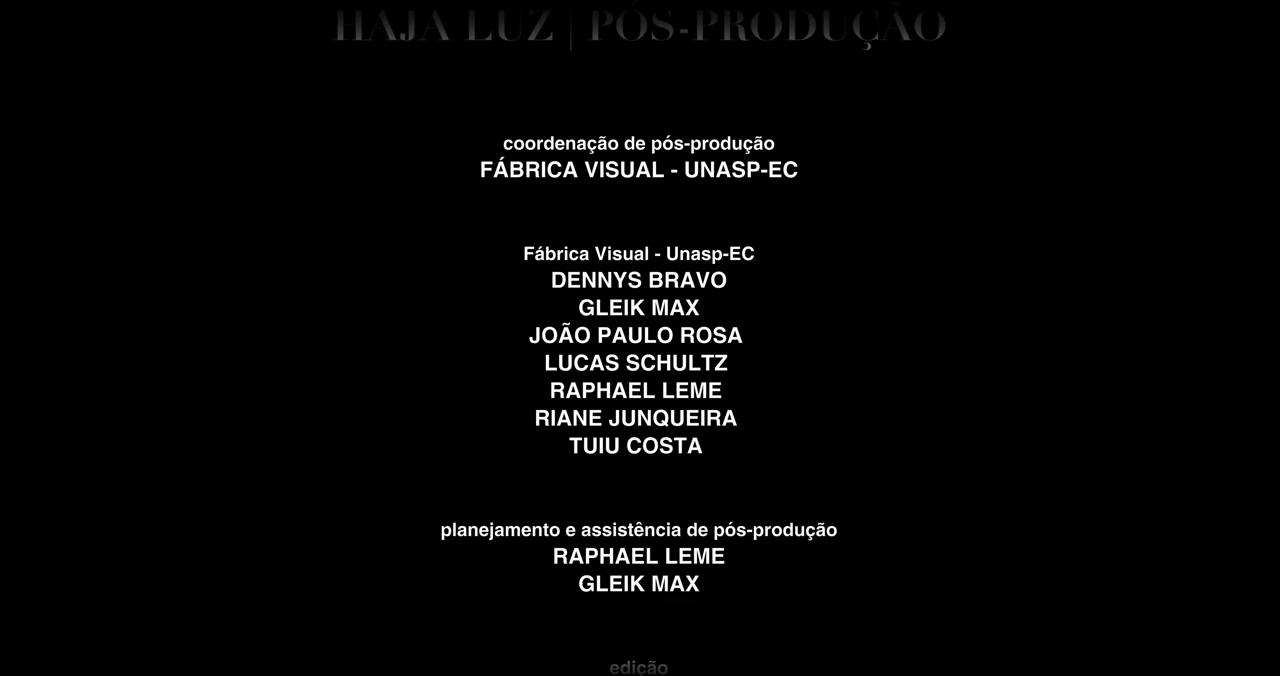 HAJA LUZ | PÓS-PRODUÇÃO
coordenação de pós-produção
FÁBRICA VISUAL - UNASP-EC
Fábrica Visual - Unasp-EC
DENNYS BRAVO
GLEIK MAX
JOÃO PAULO ROSA
LUCAS SCHULTZ
RAPHAEL LEME
RIANE JUNQUEIRA
TUIU COSTA
planejamento e assistência de pós-produção
RAPHAEL LEME
GLEIK MAX
edição